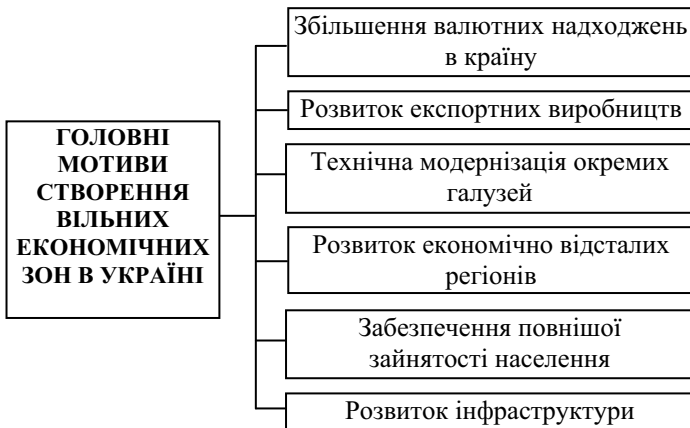 ГОЛОВНІ
МОТИВИ
СТВОРЕННЯ
ВІЛЬНИХ
ЕКОНОМІЧНИХ
ЗОН В УКРАЇНІ
Збільшення валютних надходжень
в країну
Розвиток експортних виробництв
Технічна модернізація окремих
галузей
Розвиток економічно відсталих
регіонів
Забезпечення повнішої
зайнятості населення
Розвиток інфраструктури